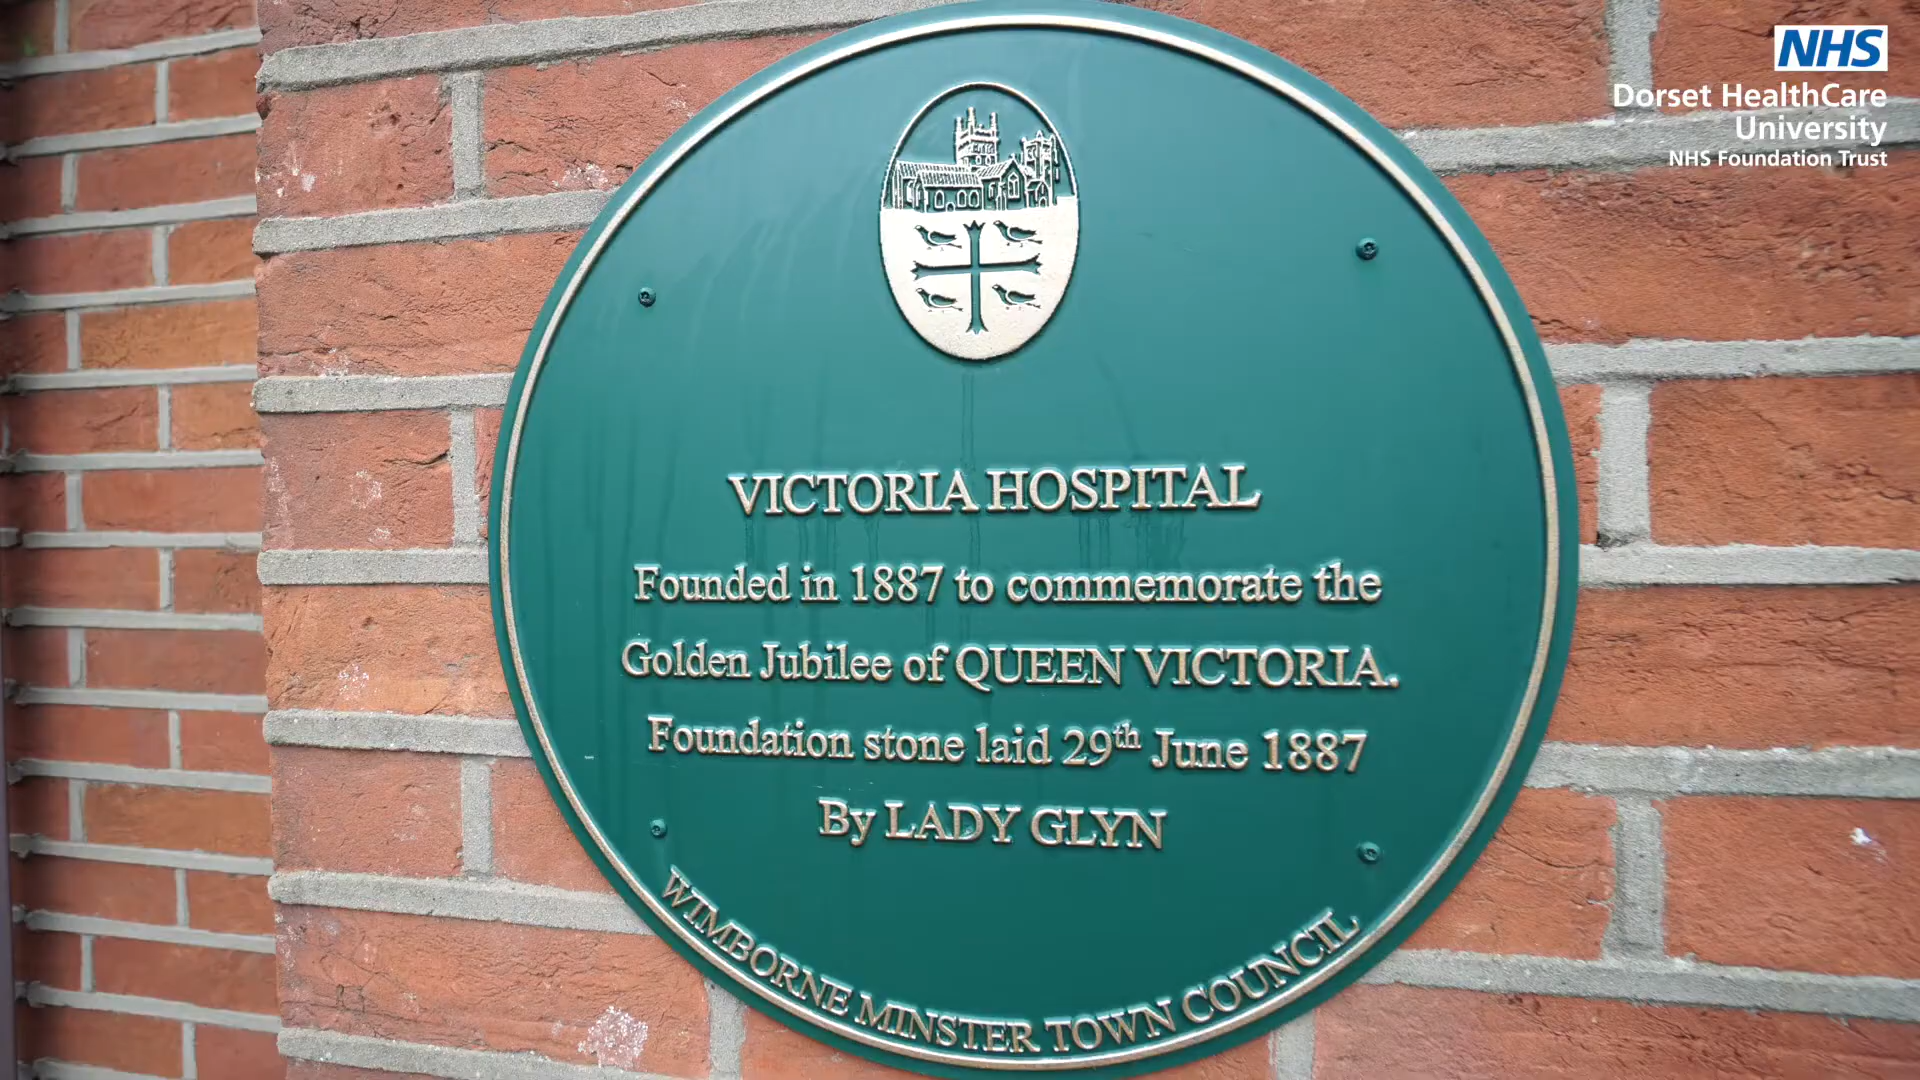 NHS
Dorset HealthCare
University
NHS Foundation Trust
VICTORIA HOSPITAL
Founded in 1887 to commemorate the
Golden Jubilee of QUEEN VICTORIA.
Foundation stone laid 29th June 1887
By LADY GLYN
WIMBORNE MINSTER TOWN COUNCIL